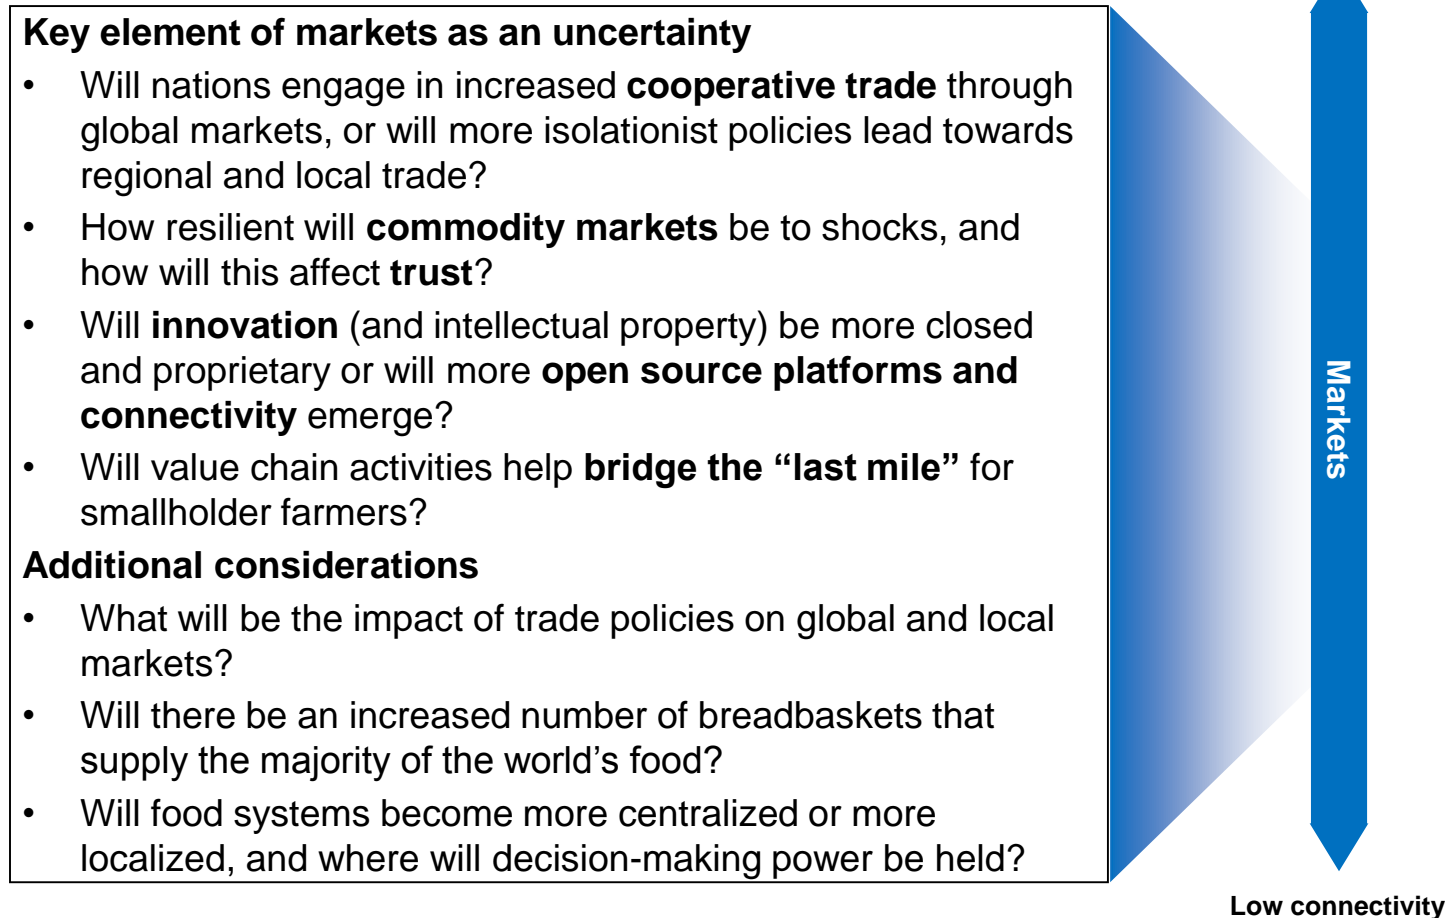 Key element of markets as an uncertainty
• Will nations engage in increased cooperative trade through
global markets, or will more isolationist policies lead towards
regional and local trade?
• How resilient will commodity markets be to shocks, and
how will this affect trust?
• Will innovation (and intellectual property) be more closed
and proprietary or will more open source platforms and
connectivity emerge?
• Will value chain activities help bridge the “last mile” for
smallholder farmers?
Additional considerations
• What will be the impact of trade policies on global and local
markets?
• Will there be an increased number of breadbaskets that
supply the majority of the world’s food?
• Will food systems become more centralized or more
localized, and where will decision-making power be held?
Markets
Low connectivity